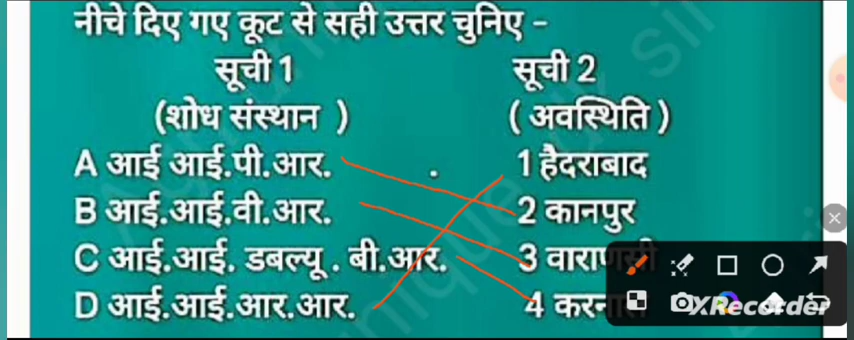 नीचे दिए गए कूट से सही उत्तर चुनिए -
सूची 1 सूची 2
(शोध संस्थान ) ( अवस्थिति )
A आई आई.पी.आर. . 1 हैदराबाद
B आई.आई.वी.आर. 2 कानपुर
C आई.आई. डबल्यू . बी.आर. 3
D आई.आई.आर.आर. 4
XRecorder